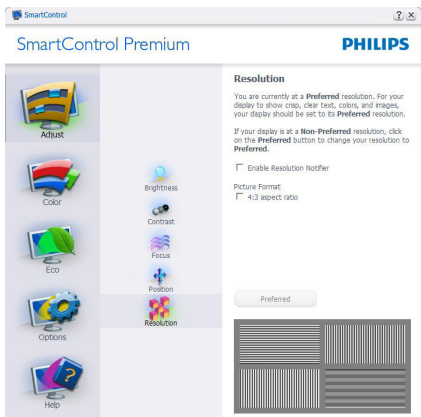 SmartControl
SmartControl Premium
PHILIPS
Adjust
Color
Eco
Options
Help
Brightness
Contrast
Focus
Position
Resolution
Resolution
You are currently at a Preferred resolution. For your
display to show crisp, clear text, colors, and images,
your display should be set to its Preferred resolution.
If your display is at a Non-Preferred resolution, click
on the Preferred button to change your resolution to
Preferred.
Enable Resolution Notifier
Picture Format
4:3 aspect ratio
Preferred